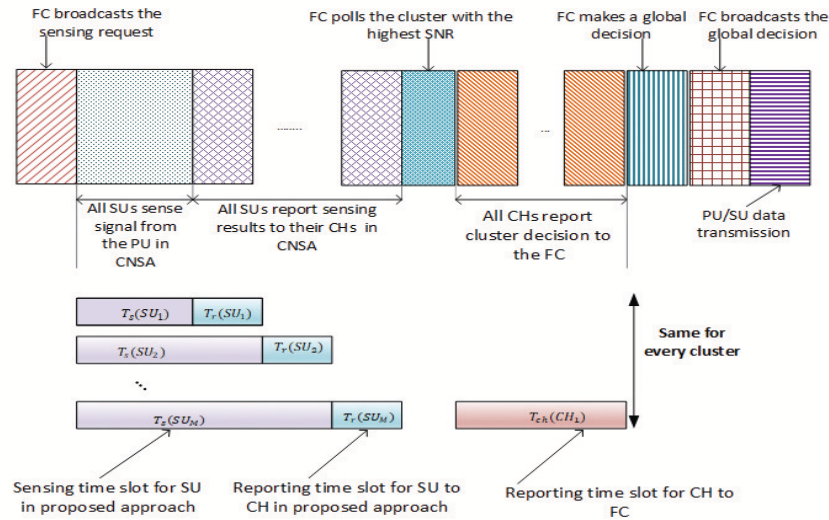 FC broadcasts the
sensing request
FC polls the cluster with the
highest SNR
FC makes a global
decision
FC broadcasts the
global decision
........
...
All SUs sense
signal from
the PU in
CNSA
All SUs report sensing
results to their CHs in
CNSA
All CHs report
cluster decision to
the FC
PU/SU data
transmission
T_s(SU_1)
T_r(SU_1)
T_s(SU_2)
T_r(SU_2)
...
T_s(SU_M)
T_r(SU_M)
T_ch(CH_1)
Same for
every cluster
Sensing time slot for SU
in proposed approach
Reporting time slot for SU to
CH in proposed approach
Reporting time slot for CH to
FC